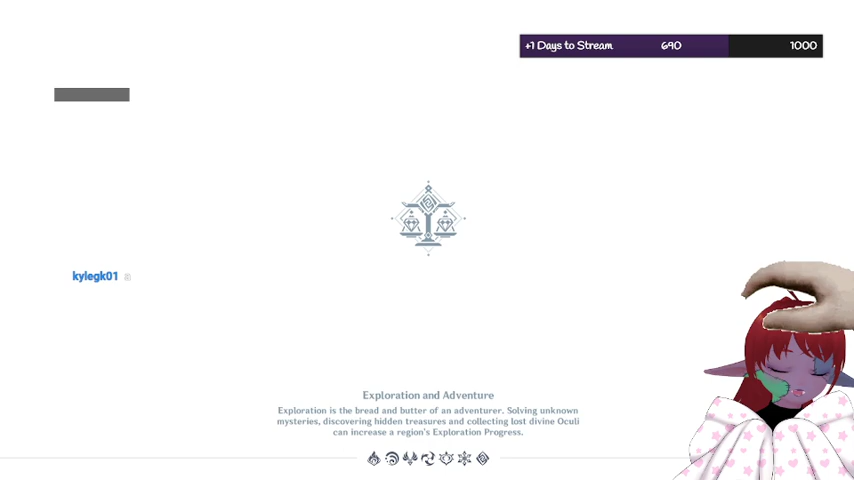 +1 Days to Stream 690 1000
kylegk01
Exploration and Adventure
Exploration is the bread and butter of an adventurer. Solving unknown
mysteries, discovering hidden treasures and collecting lost divine Oculi
can increase a region's Exploration Progress.